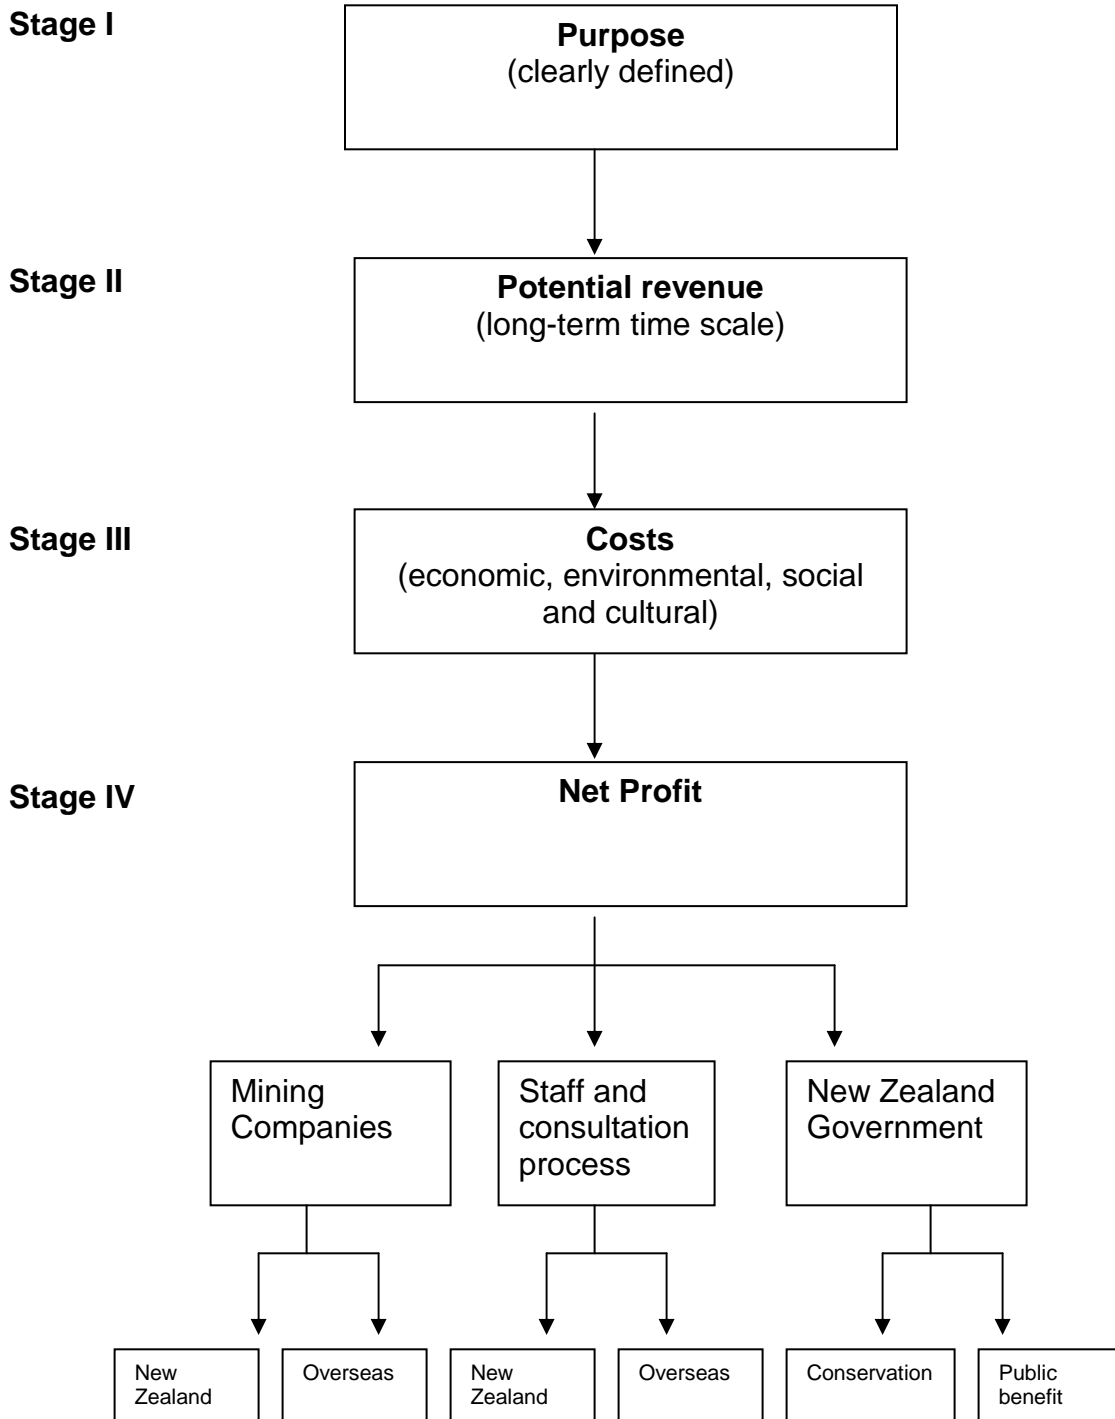 Stage I
Purpose
(clearly defined)
Stage II
Potential revenue
(long-term time scale)
Stage III
Costs
(economic, environmental, social
and cultural)
Stage IV
Net Profit
Mining
Companies
Staff and
consultation
process
New Zealand
Government
New
Zealand
Overseas
New
Zealand
Overseas
Conservation
Public
benefit